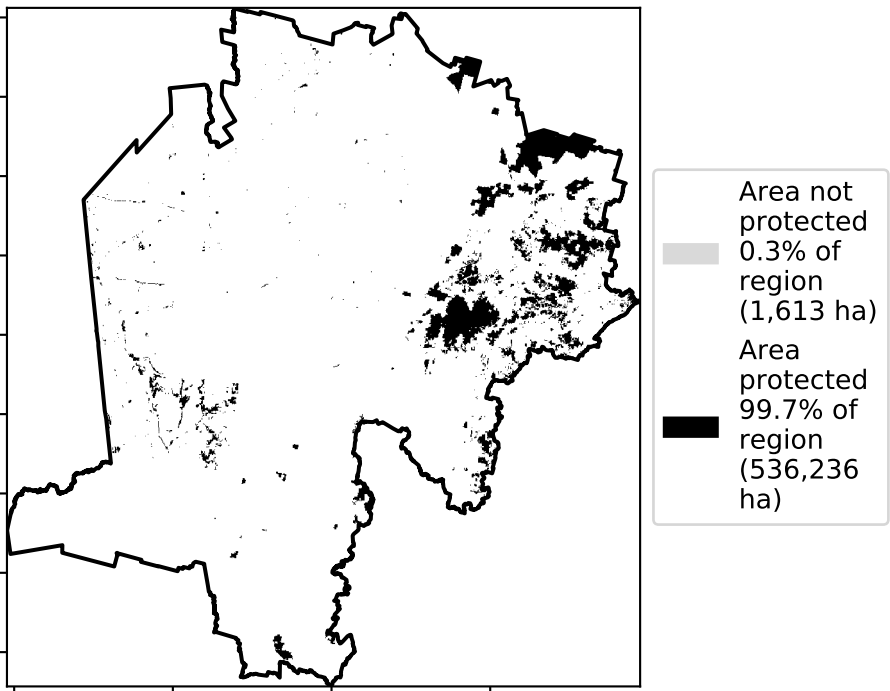 Area not
protected
0.3% of
region
(1,613 ha)
Area
protected
99.7% of
region
(536,236
ha)